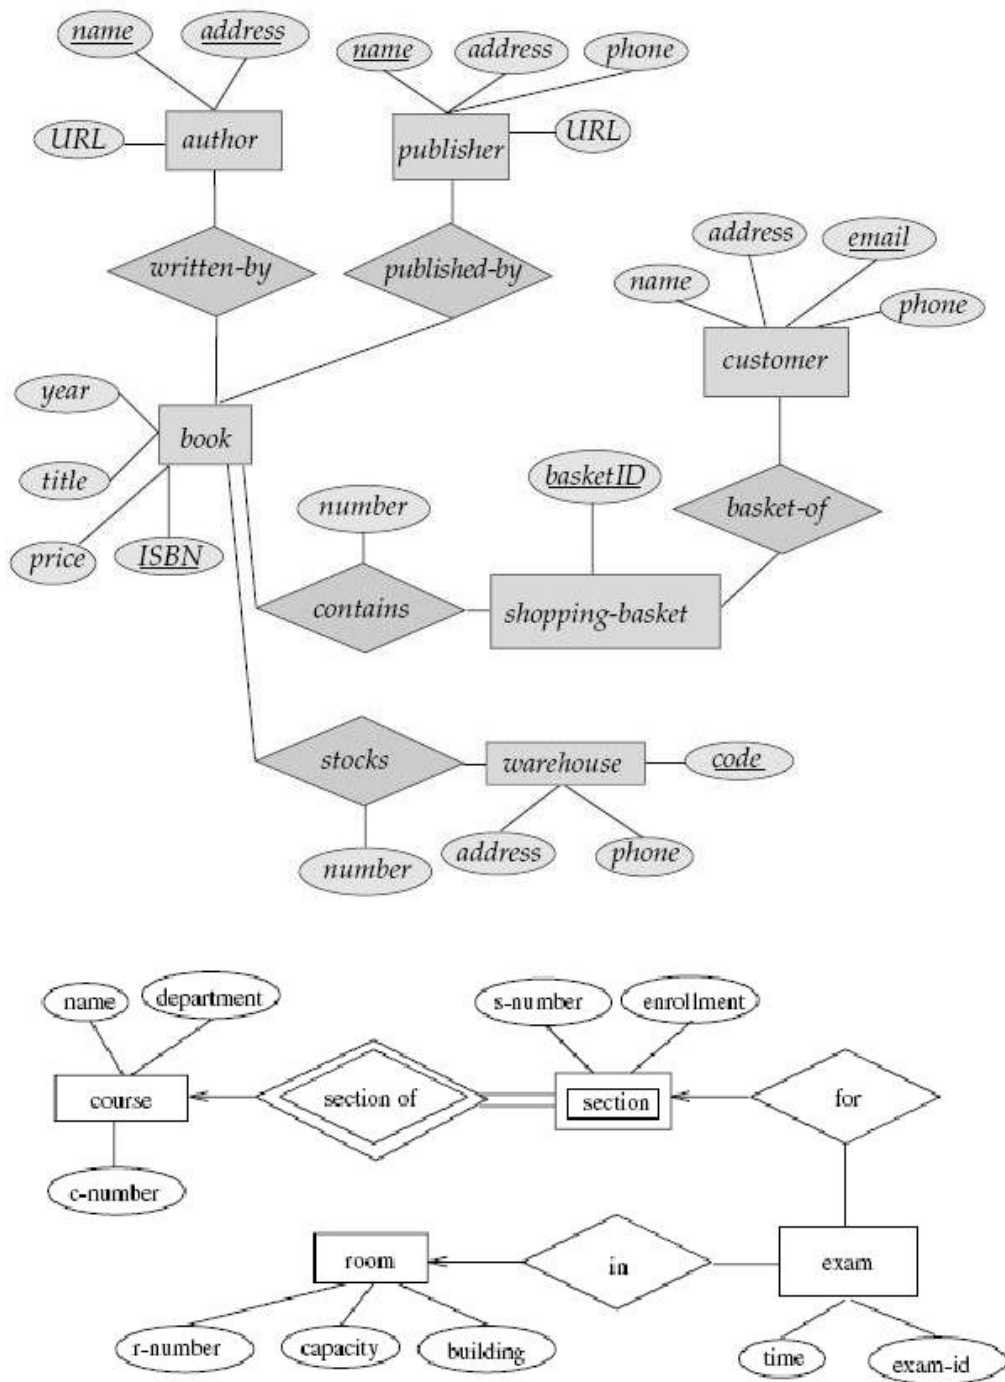 name
address
name
address
phone
URL
author
publisher
URL
written-by
published-by
address
email
name
phone
customer
year
book
title
price
ISBN
number
basketID
basket-of
contains
shopping-basket
stocks
warehouse
code
number
address
phone
name
department
s-number
enrollment
course
section of
section
for
c-number
room
in
exam
r-number
capacity
building
time
exam-id